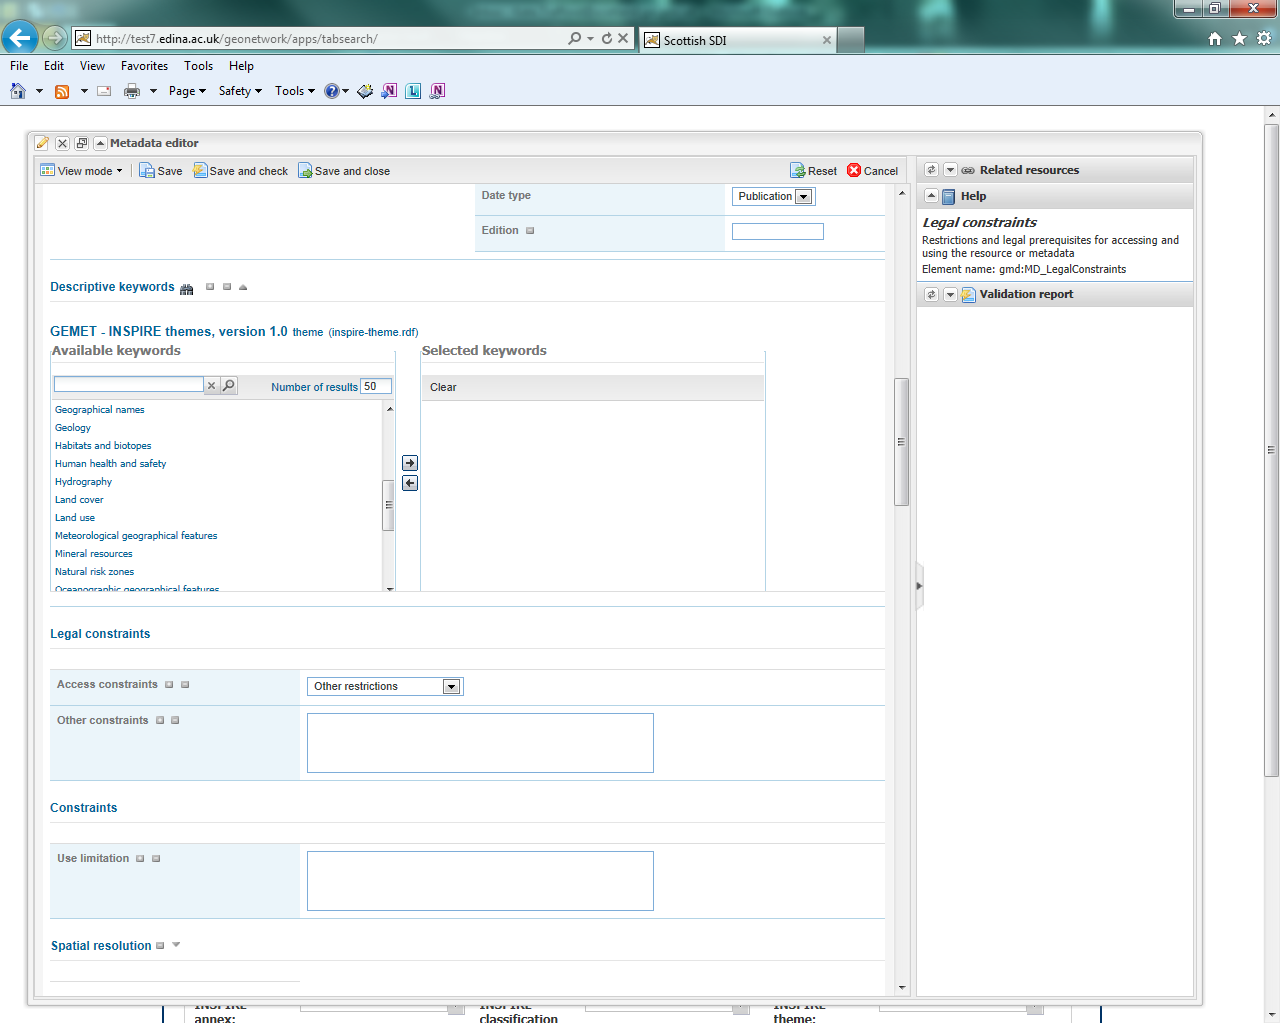 http://test7.edina.ac.uk/geonetwork/apps/tabsearch/
Scottish SDI
File Edit View Favorites Tools Help
Page Safety Tools
Metadata editor
View mode Save Save and check Save and close Reset Cancel
Related resources
Help
Legal constraints
Restrictions and legal prerequisites for accessing and
using the resource or metadata
Element name: gmd:MD_LegalConstraints
Validation report
Date type Publication
Edition
Descriptive keywords
GEMET - INSPIRE themes, version 1.0 theme (inspire-theme.rdf)
Available keywords
Number of results 50
Geographical names
Geology
Habitats and biotopes
Human health and safety
Hydrography
Land cover
Land use
Meteorological geographical features
Mineral resources
Natural risk zones
Oceanographic geographical features
Selected keywords
Clear
Legal constraints
Access constraints Other restrictions
Other constraints
Constraints
Use limitation
Spatial resolution
INSPIRE annex:
INSPIRE classification
INSPIRE theme: